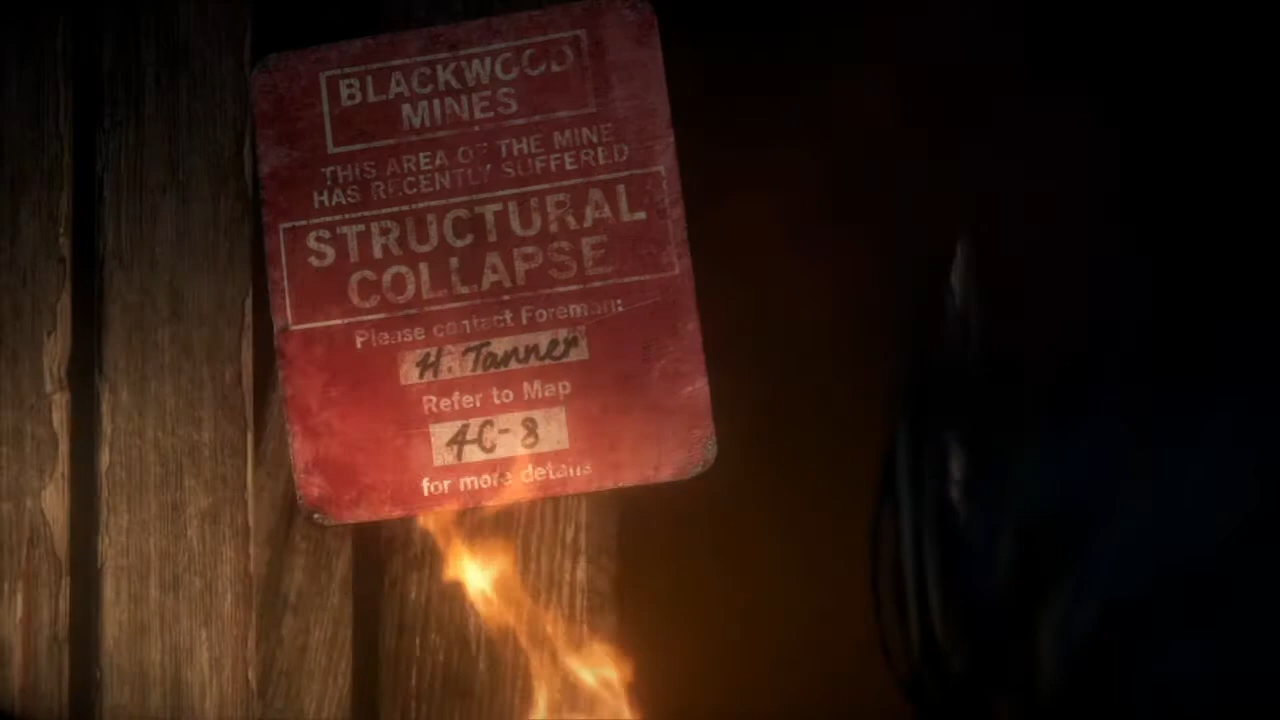 BLACKWOOD
MINES
THIS AREA OF THE MINE
HAS RECENTLY SUFFERED
STRUCTURAL
COLLAPSE
Please contact Foreman:
H. Tanner
Refer to Map
4C-8
for more details